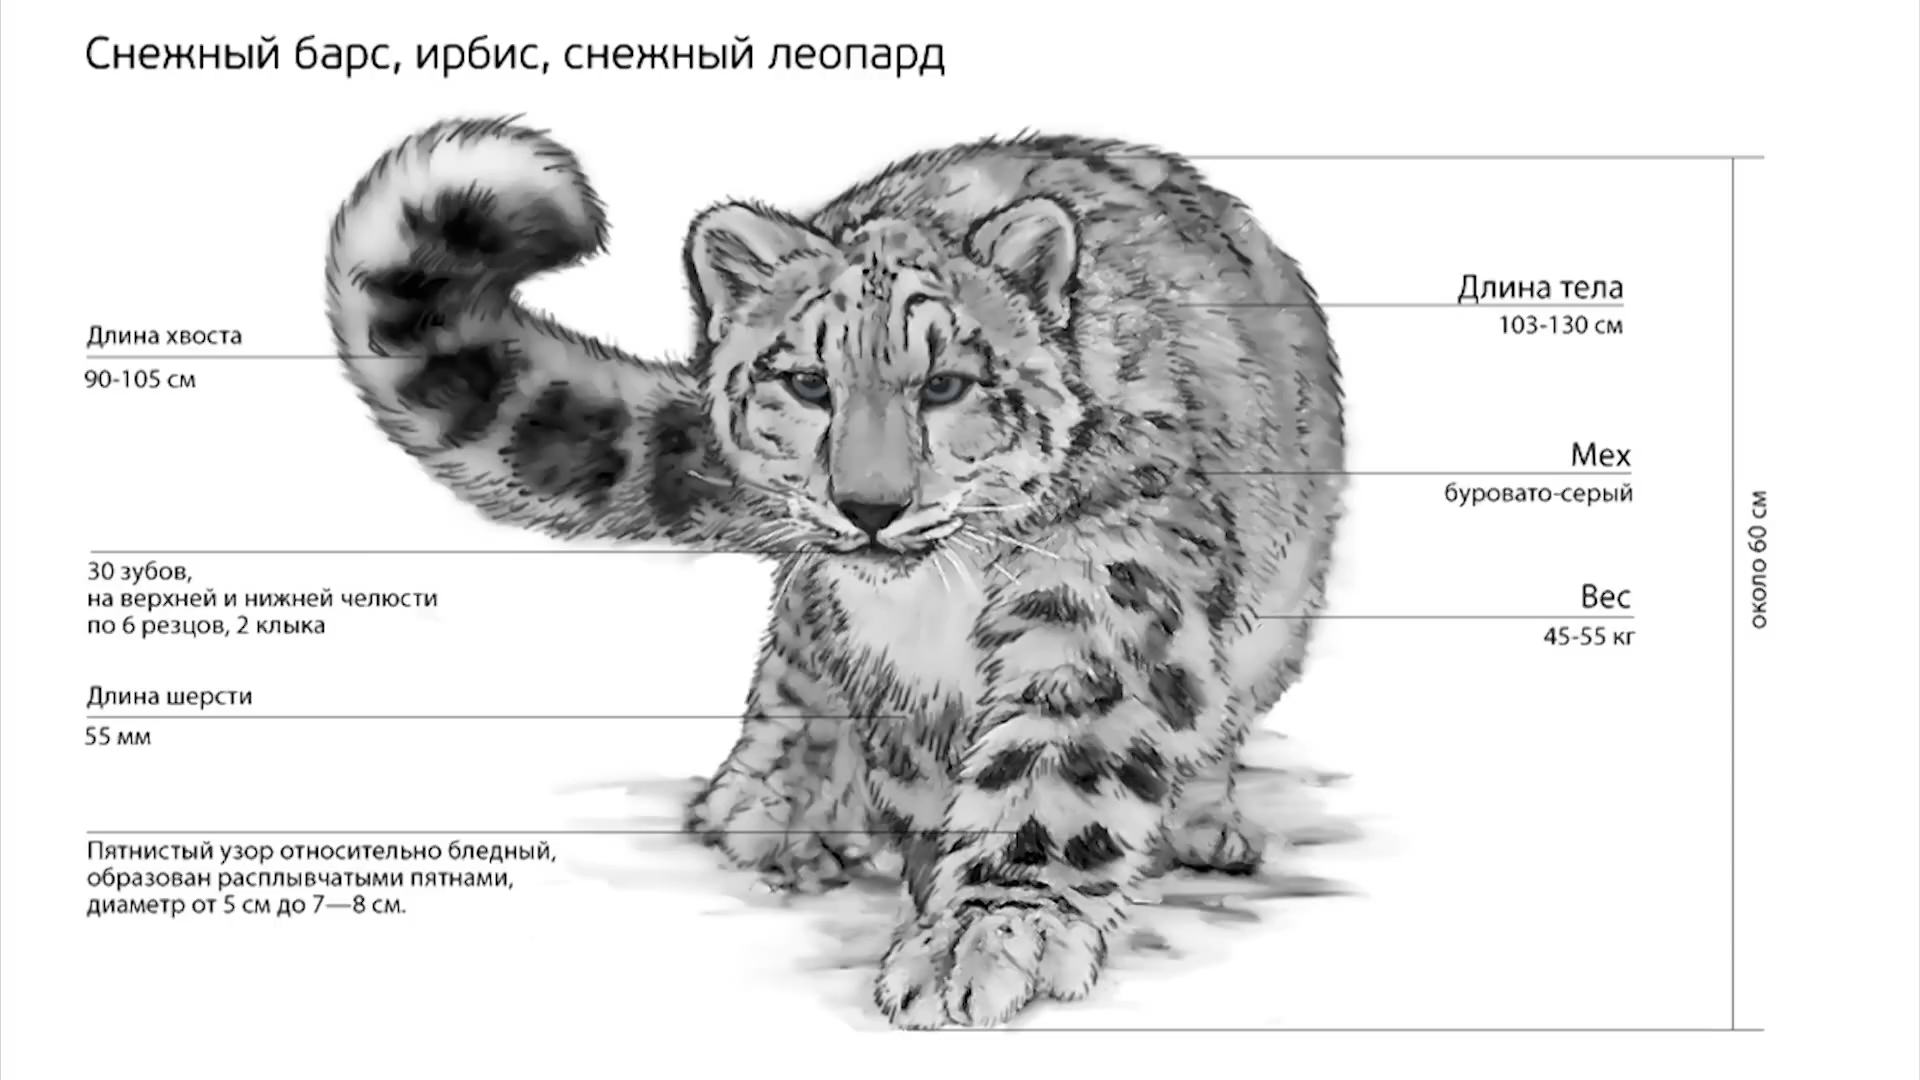 Снежный барс, ирбис, снежный леопард
Длина хвоста
90-105 см
30 зубов,
на верхней и нижней челюсти
по 6 резцов, 2 клыка
Длина шерсти
55 мм
Пятнистый узор относительно бледный,
образован расплывчатыми пятнами,
диаметр от 5 см до 7—8 см.
Длина тела
103-130 см
Мех
буровато-серый
Вес
45-55 кг
около 60 см